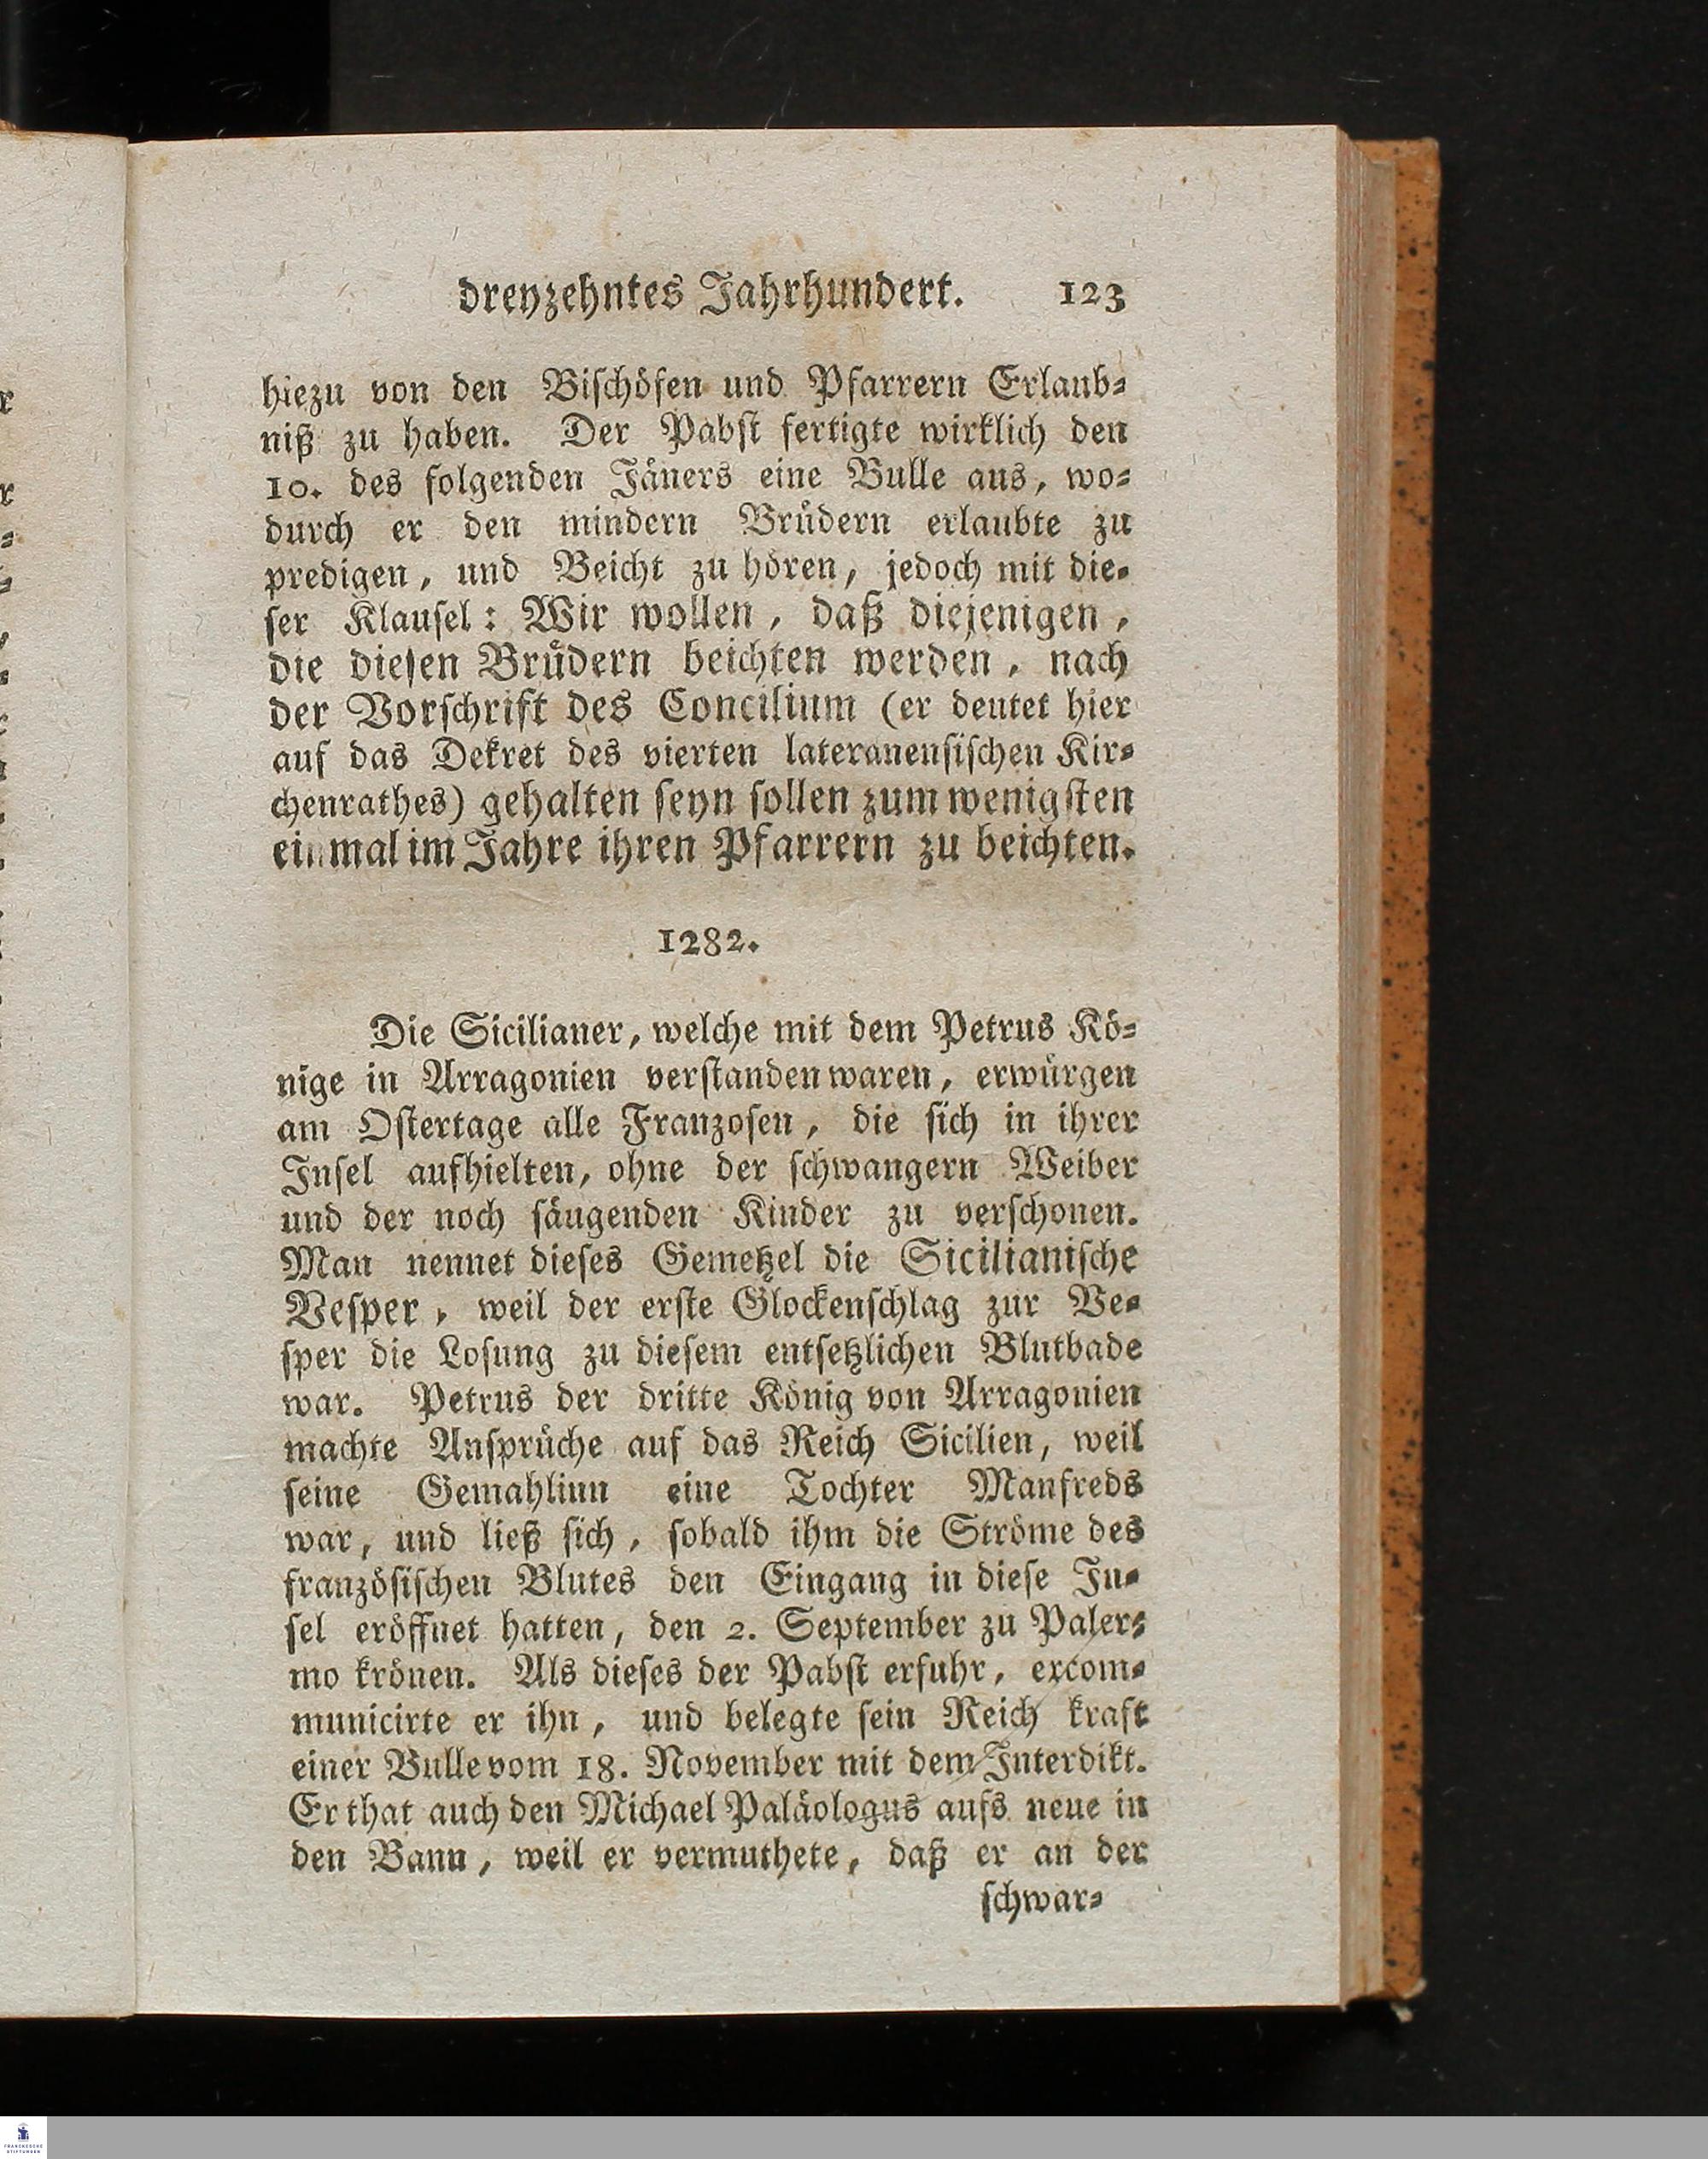 dreyzehntes Jahrhundert. 123
hiezu von den Bischöfen und Pfarrern Erlaub-
niß zu haben. Der Pabst fertigte wirklich den
10. des folgenden Jäners eine Bulle aus, wo-
durch er den mindern Brüdern erlaubte zu
predigen, und Beicht zu hören, jedoch mit die-
ser Klausel: Wir wollen, daß diejenigen,
die diesen Brüdern beichten werden, nach
der Vorschrift des Concilium (er deutet hier
auf das Dekret des vierten lateranensischen Kir-
chenrathes) gehalten seyn sollen zum wenigsten
einmal im Jahre ihren Pfarrern zu beichten.
1282.
Die Sicilianer, welche mit dem Petrus Kö-
nige in Arragonien verstanden waren, erwürgen
am Ostertage alle Franzosen, die sich in ihrer
Insel aufhielten, ohne der schwangern Weiber
und der noch säugenden Kinder zu verschonen.
Man nennet dieses Gemetzel die Sicilianische
Vesper, weil der erste Glockenschlag zur Ve-
sper die Losung zu diesem entsetzlichen Blutbade
war. Petrus der dritte König von Arragonien
machte Ansprüche auf das Reich Sicilien, weil
seine Gemahlinn eine Tochter Manfreds
war, und ließ sich, sobald ihm die Ströme des
französischen Blutes den Eingang in diese In-
sel eröffnet hatten, den 2. September zu Paler-
mo krönen. Als dieses der Pabst erfuhr, excom-
municirte er ihn, und belegte sein Reich kraft
einer Bulle vom 18. November mit dem Interdikt.
Er that auch den Michael Paläologus aufs neue in
den Bann, weil er vermuthete, daß er an der
schwar-
FRANCKESCHE
STIFTUNGEN